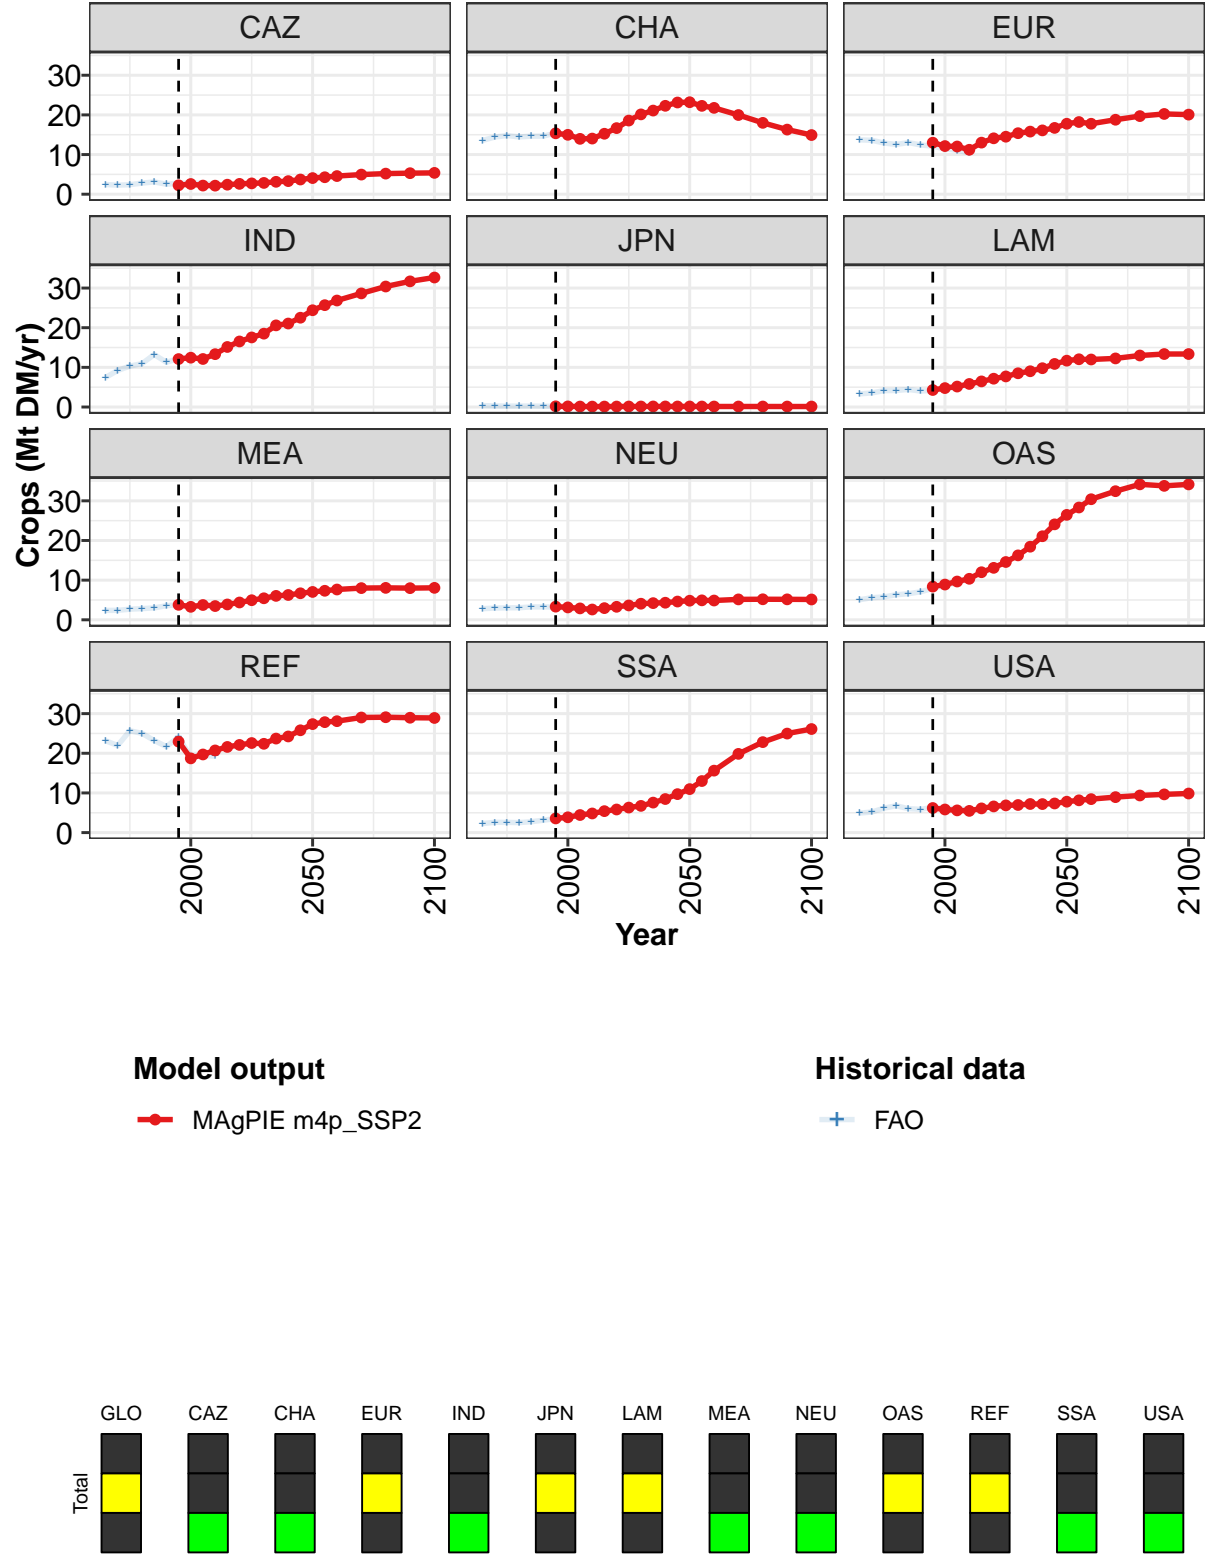 CAZ CHA EUR
30
20
10
0
IND JPN LAM
30
20
10
0
MEA NEU OAS
30
20
10
0
REF SSA USA
30
20
10
0
Crops (Mt DM/yr)
2000 2050 2100 2000 2050 2100 2000 2050 2100
Year
Model output Historical data
MAgPIE m4p_SSP2 FAO
GLO CAZ CHA EUR IND JPN LAM MEA NEU OAS REF SSA USA
Total